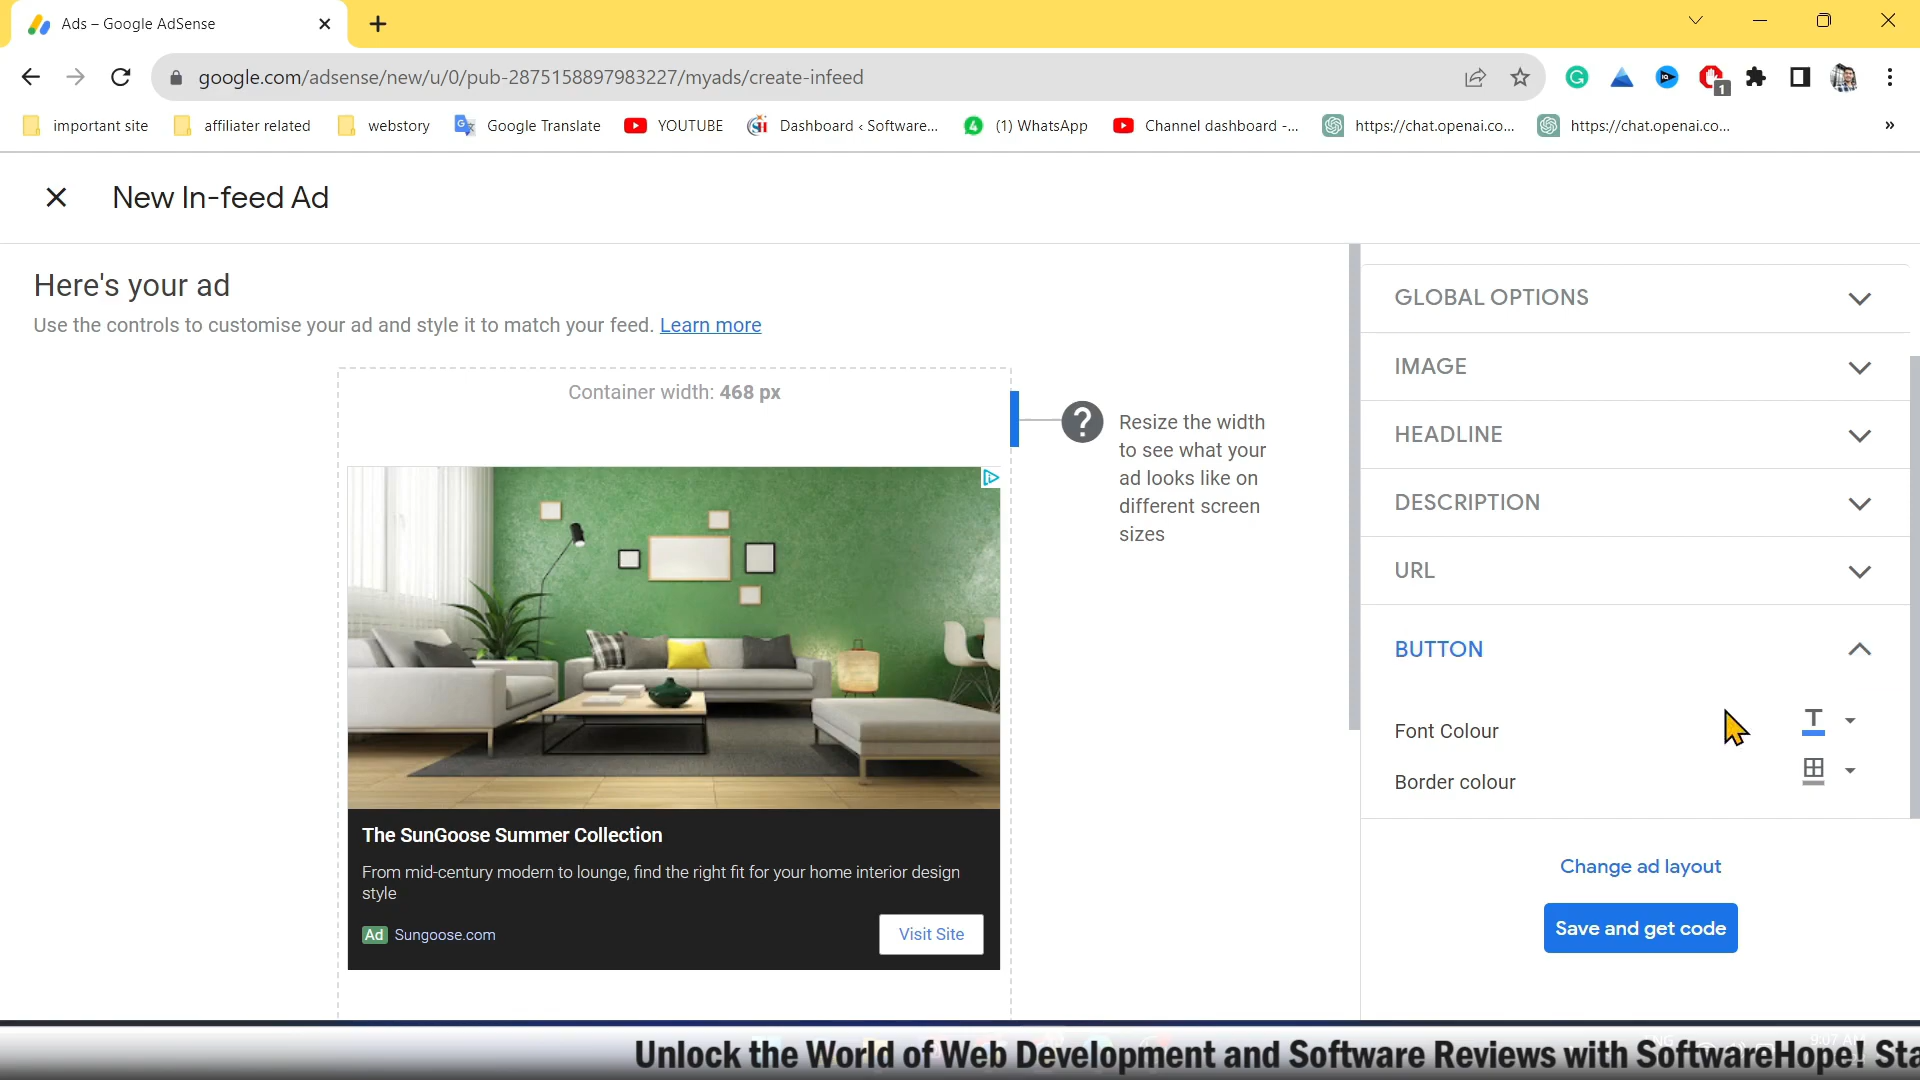 Ads – Google AdSense
google.com/adsense/new/u/0/pub-2875158897983227/myads/create-infeed
1
important site
affiliater related
webstory
Google Translate
YOUTUBE
Dashboard ‹ Software...
4
(1) WhatsApp
Channel dashboard -...
https://chat.openai.co...
https://chat.openai.co...
»
New In-feed Ad
Here's your ad
Use the controls to customise your ad and style it to match your feed. Learn more
Container width: 468 px
?
Resize the width
to see what your
ad looks like on
different screen
sizes
The SunGoose Summer Collection
From mid-century modern to lounge, find the right fit for your home interior design
style
Ad Sungoose.com
Visit Site
GLOBAL OPTIONS
IMAGE
HEADLINE
DESCRIPTION
URL
BUTTON
Font Colour
Border colour
Change ad layout
Save and get code
Unlock the World of Web Development and Software Reviews with SoftwareHope! Sta